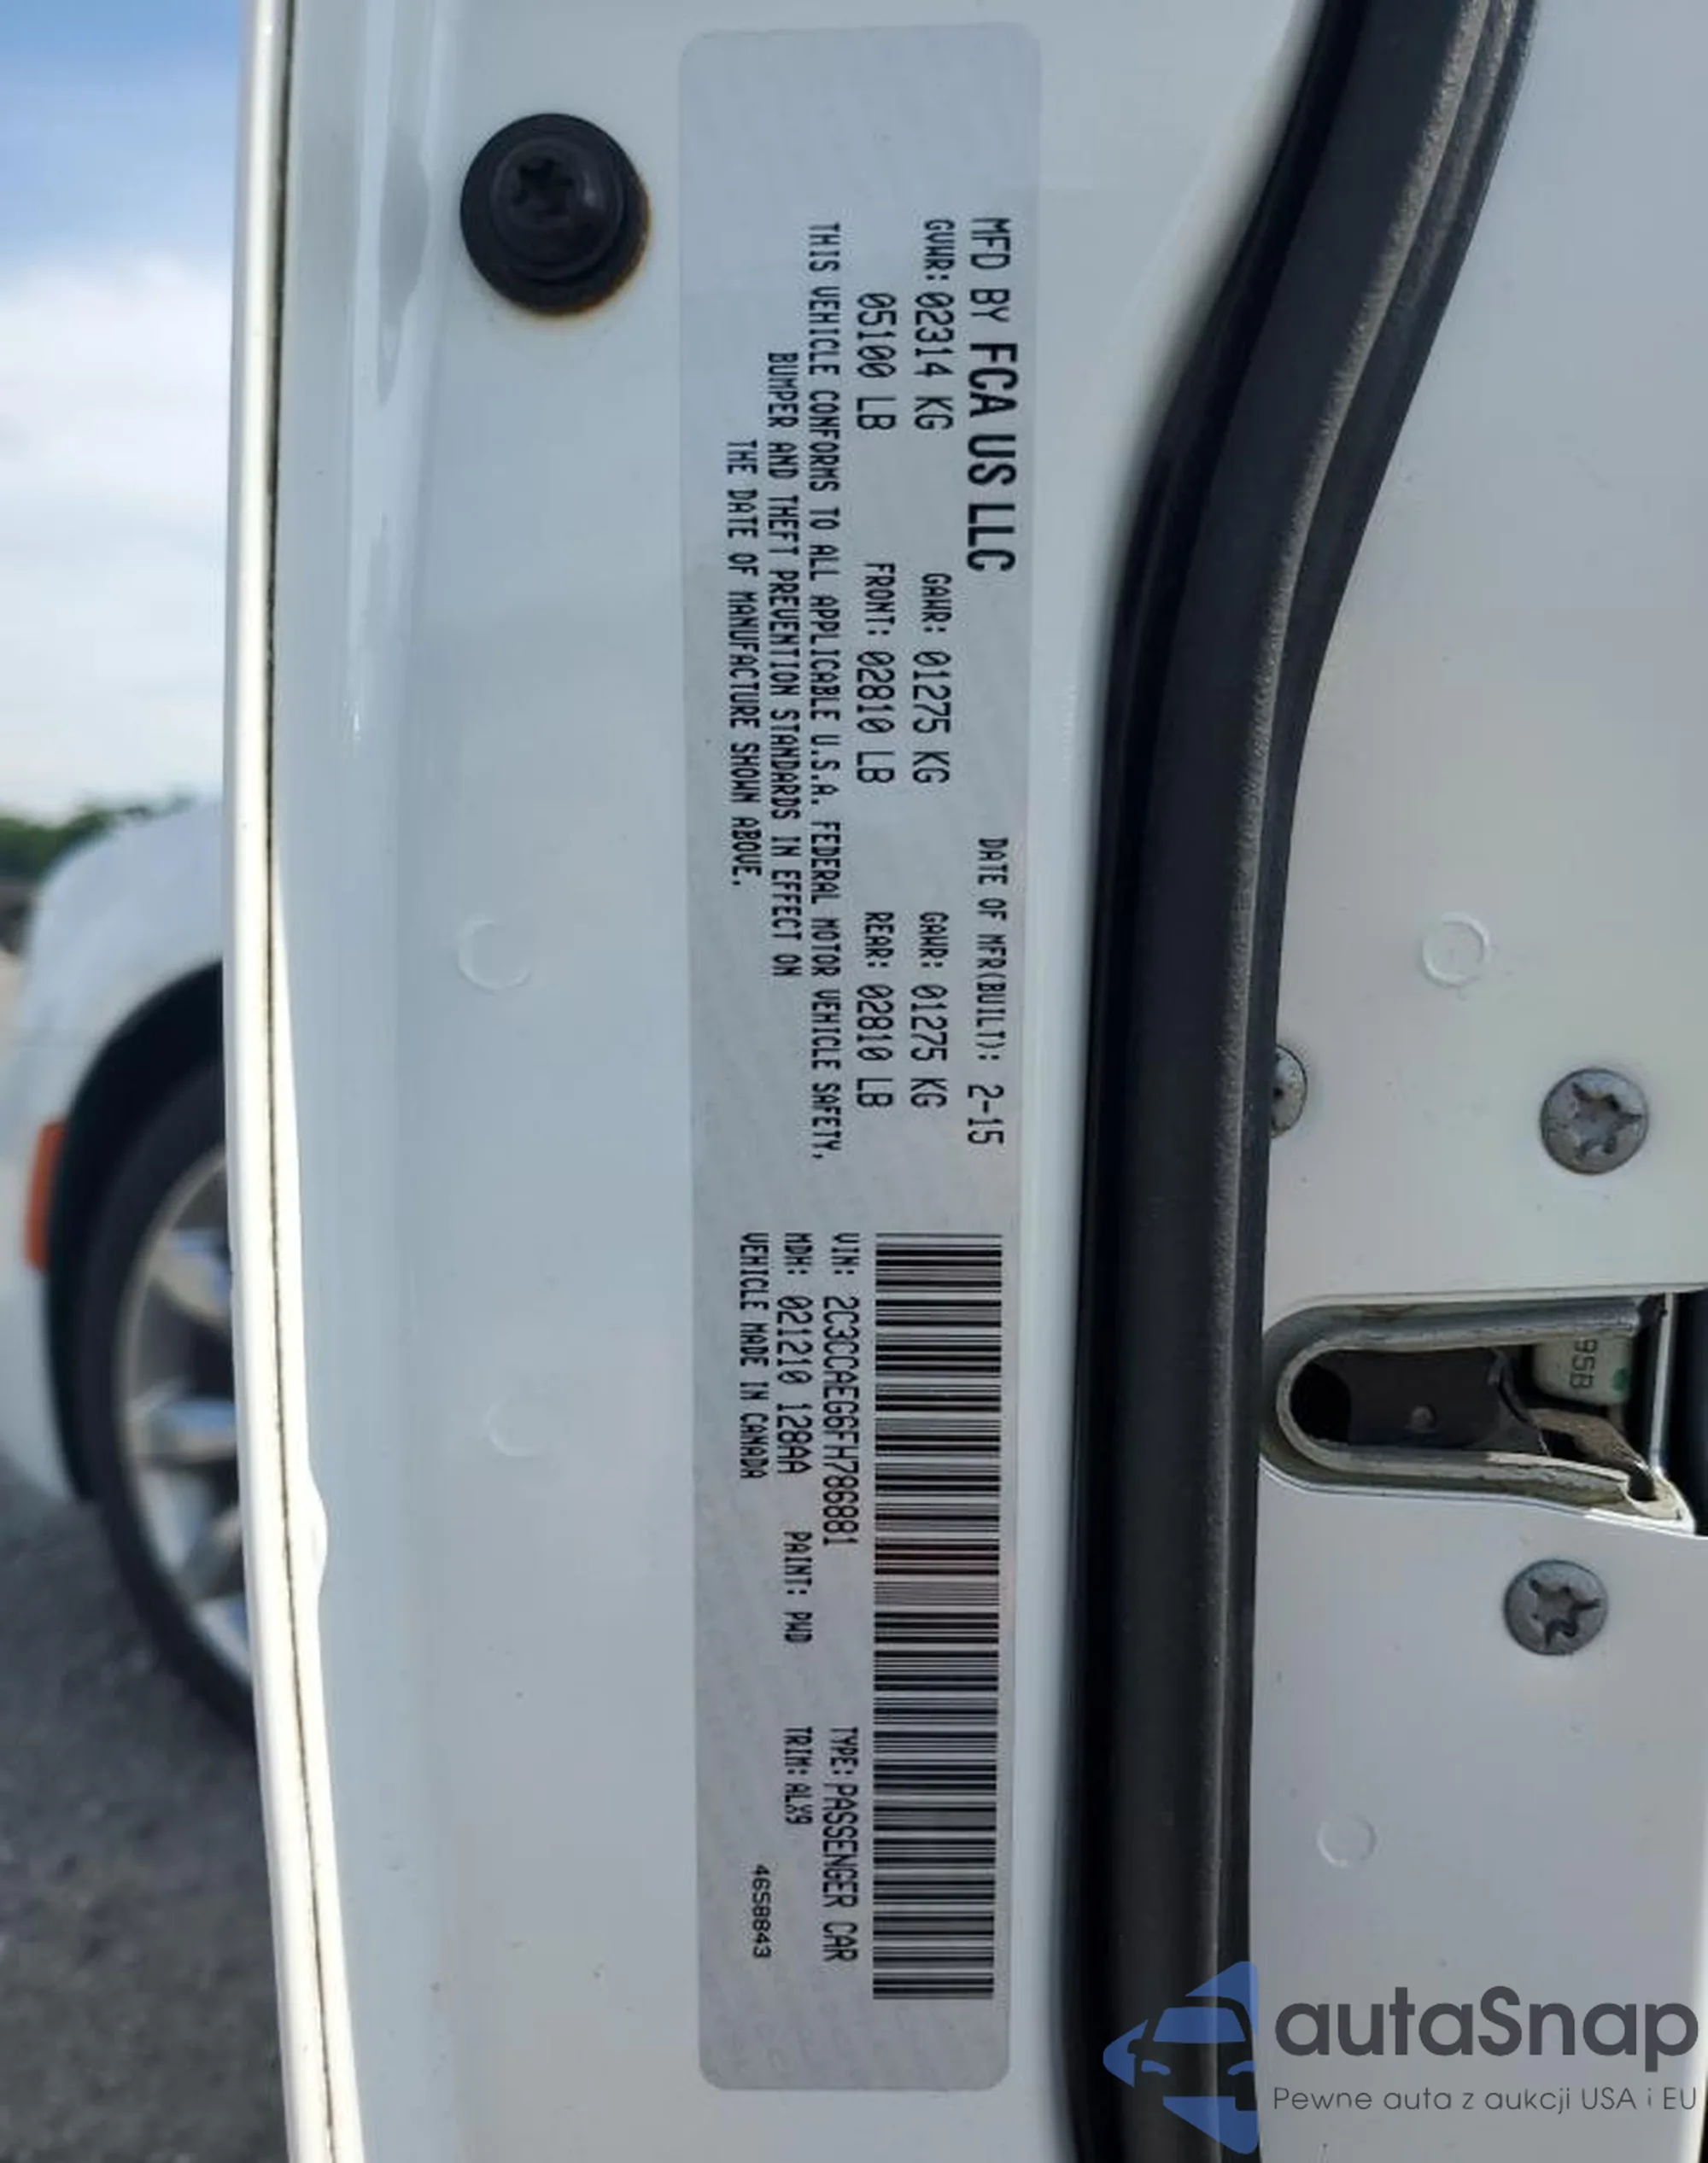 MFD BY FCA US LLC
DATE OF MFR(BUILT): 2-15
GVWR: 02314 KG
GAWR: 01275 KG
GAWR: 01275 KG
05100 LB
FRONT: 02810 LB
REAR: 02810 LB
THIS VEHICLE CONFORMS TO ALL APPLICABLE U.S.A. FEDERAL MOTOR VEHICLE SAFETY,
BUMPER AND THEFT PREVENTION STANDARDS IN EFFECT ON
THE DATE OF MANUFACTURE SHOWN ABOVE.
VIN: 2C3CCAEG6FH786881
TYPE: PASSENGER CAR
MDH: 021210 128AA
PAINT: PWD
TRIM: ALX9
VEHICLE MADE IN CANADA
4658843
95B
autaSnap
Pewne auta z aukcji USA i EU